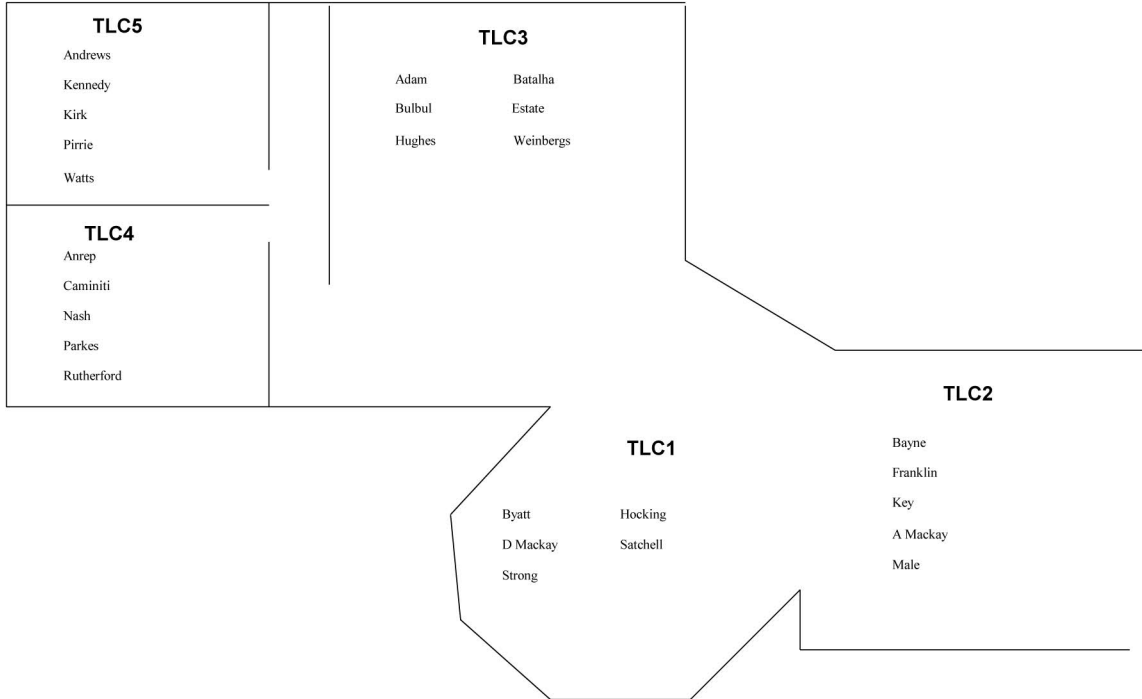 TLC5
Andrews
Kennedy
Kirk
Pirrie
Watts
TLC3
Adam
Batalha
Bulbul
Estate
Hughes
Weinbergs
TLC4
Anrep
Caminiti
Nash
Parkes
Rutherford
TLC1
Byatt
Hocking
D Mackay
Satchell
Strong
TLC2
Bayne
Franklin
Key
A Mackay
Male